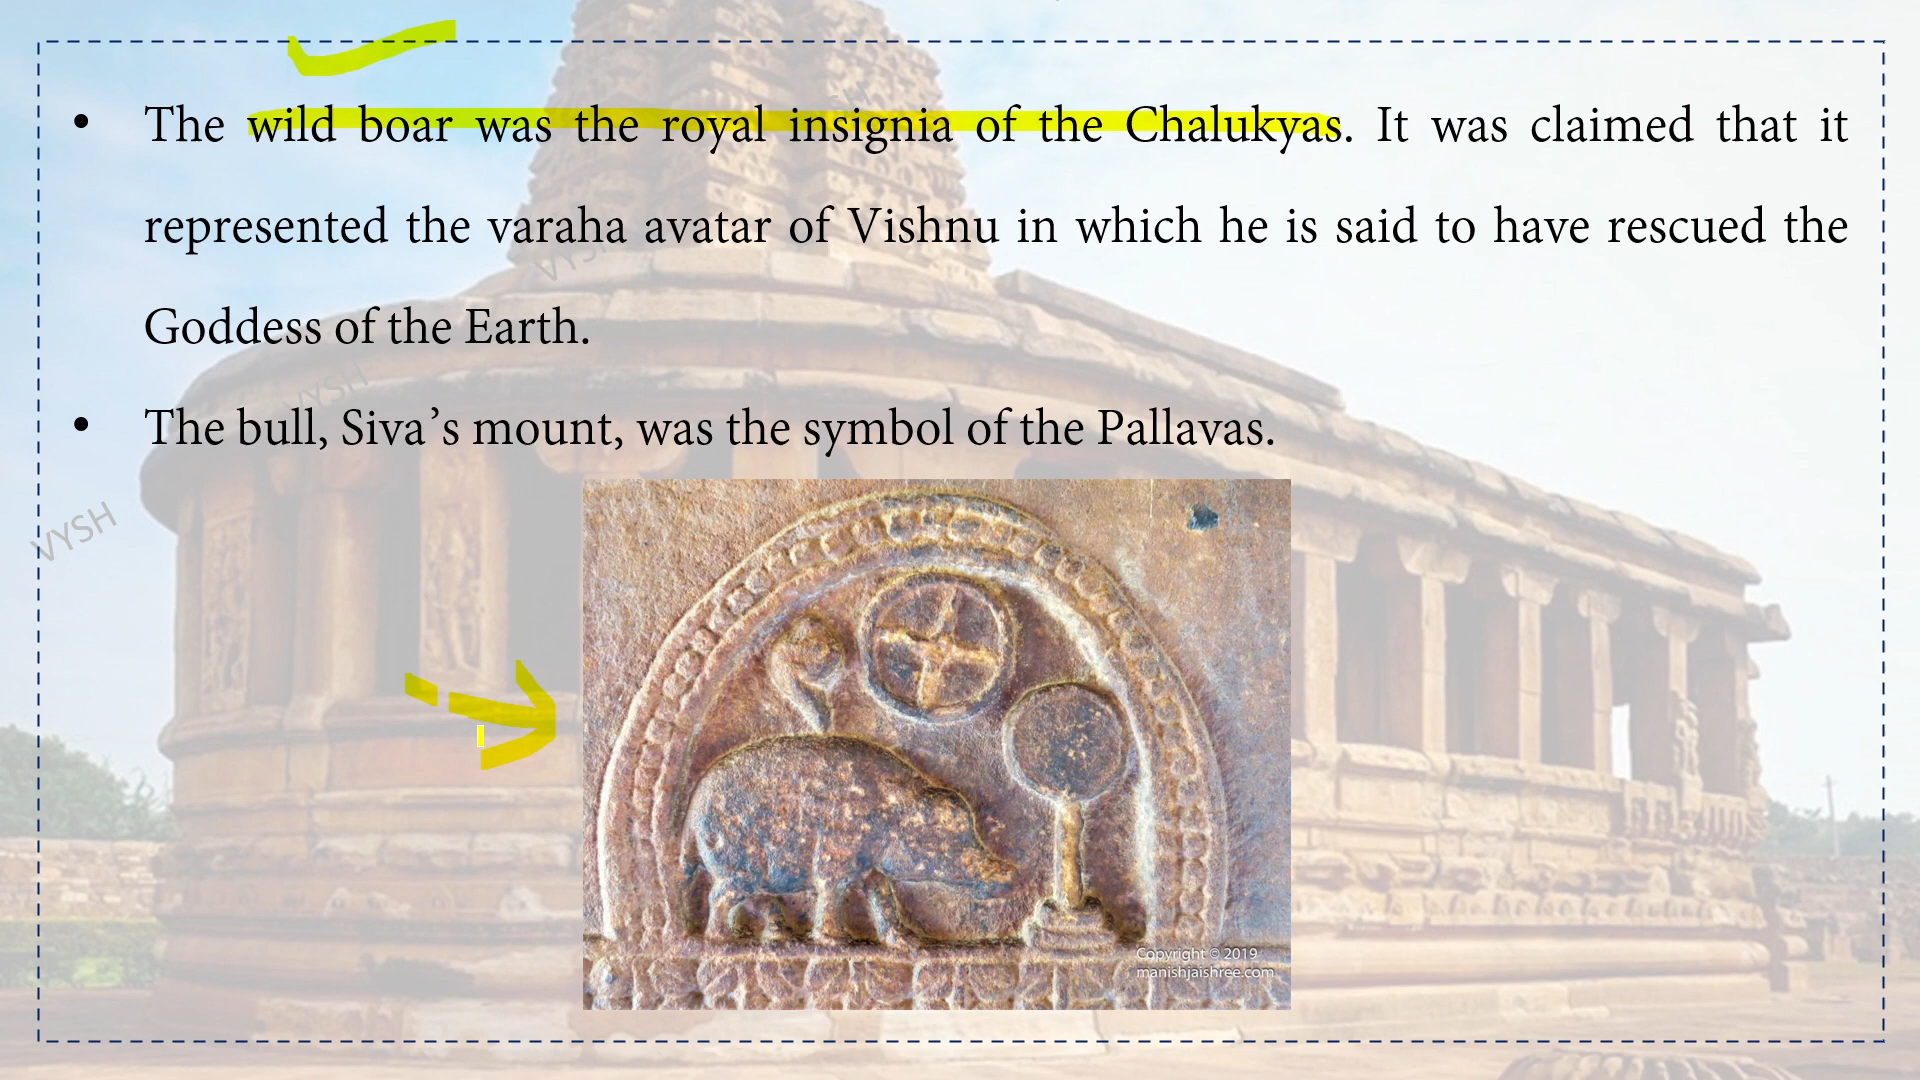 • The wild boar was the royal insignia of the Chalukyas. It was claimed that it
represented the varaha avatar of Vishnu in which he is said to have rescued the
Goddess of the Earth.
• The bull, Siva’s mount, was the symbol of the Pallavas.
VYSH
VYSH
VYSH
Copyright © 2019
manishjaishree.com